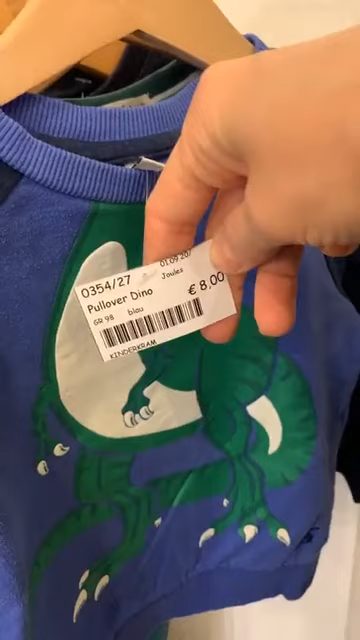 0354/27 01.09.20
Pullover Dino Joules
GR 98 blau € 8,00
KINDERKRAM